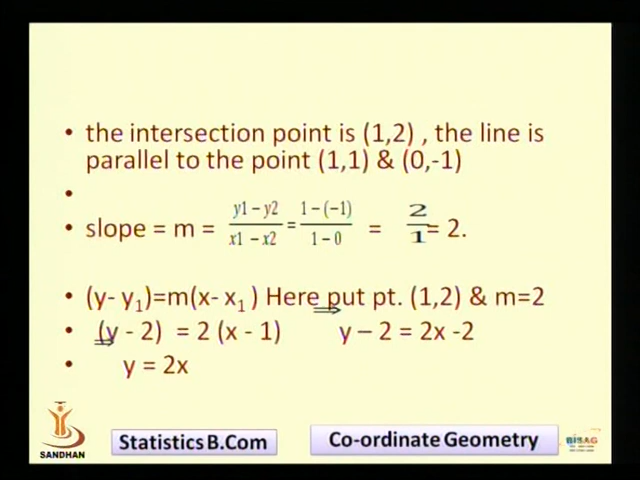 • the intersection point is (1,2) , the line is
parallel to the point (1,1) & (0,-1)
•
• slope = m = y1 – y2 / x1 – x2 = 1 – (–1) / 1 – 0 = 2/1 = 2.
• (y- y₁)=m(x- x₁ ) Here put pt. (1,2) & m=2
• (y - 2) = 2 (x - 1) y – 2 = 2x -2
• y = 2x
SANDHAN
Statistics B.Com
Co-ordinate Geometry
BISAG